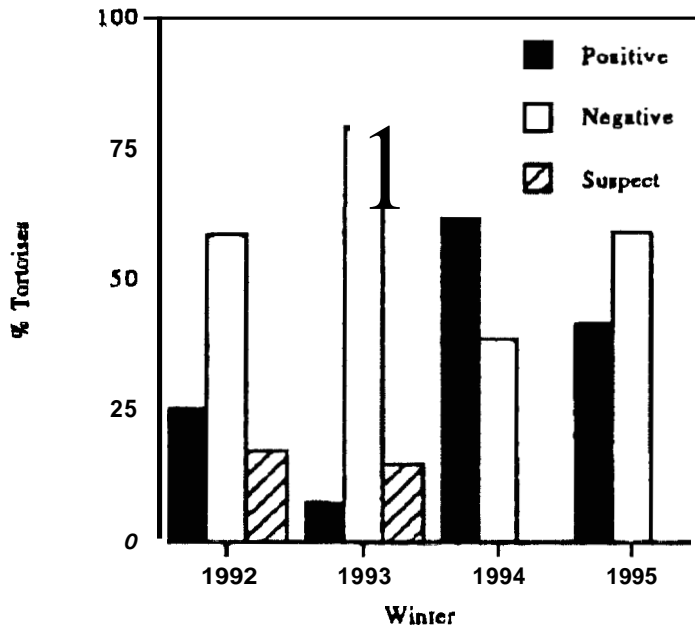 100
Positive
Negative
75
1
Suspect
% Tortoises
50
25
0
1992 1993 1994 1995
Winter